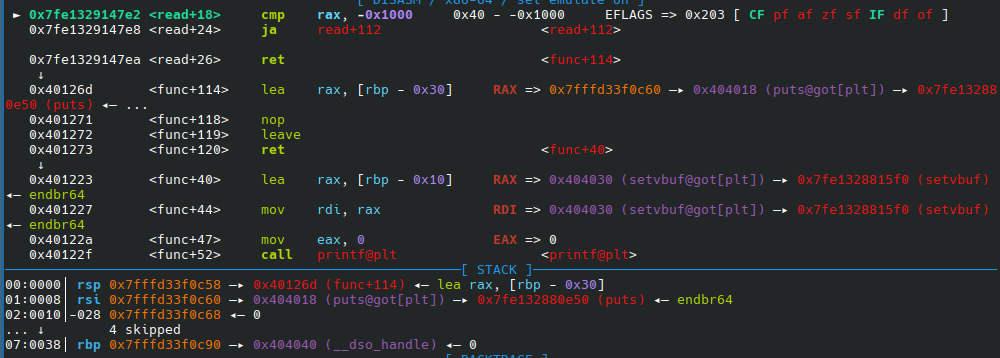 [ DISASM / x86-64 / set emulate on ]
► 0x7fe1329147e2 <read+18> cmp rax, -0x1000 0x40 - -0x1000 EFLAGS => 0x203 [ CF pf af zf sf IF df of ]
0x7fe1329147e8 <read+24> ja read+112 <read+112>
0x7fe1329147ea <read+26> ret <func+114>
↓
0x40126d <func+114> lea rax, [rbp - 0x30] RAX => 0x7fffd33f0c60 —▸ 0x404018 (puts@got[plt]) —▸ 0x7fe13288
0e50 (puts) ◂— ...
0x401271 <func+118> nop
0x401272 <func+119> leave
0x401273 <func+120> ret <func+40>
↓
0x401223 <func+40> lea rax, [rbp - 0x10] RAX => 0x404030 (setvbuf@got[plt]) —▸ 0x7fe1328815f0 (setvbuf)
◂— endbr64
0x401227 <func+44> mov rdi, rax RDI => 0x404030 (setvbuf@got[plt]) —▸ 0x7fe1328815f0 (setvbuf)
◂— endbr64
0x40122a <func+47> mov eax, 0 EAX => 0
0x40122f <func+52> call printf@plt <printf@plt>
[ STACK ]
00:0000│ rsp 0x7fffd33f0c58 —▸ 0x40126d (func+114) ◂— lea rax, [rbp - 0x30]
01:0008│ rsi 0x7fffd33f0c60 —▸ 0x404018 (puts@got[plt]) —▸ 0x7fe132880e50 (puts) ◂— endbr64
02:0010│-028 0x7fffd33f0c68 ◂— 0
... ↓ 4 skipped
07:0038│ rbp 0x7fffd33f0c90 —▸ 0x404040 (__dso_handle) ◂— 0
[ BACKTRACE ]